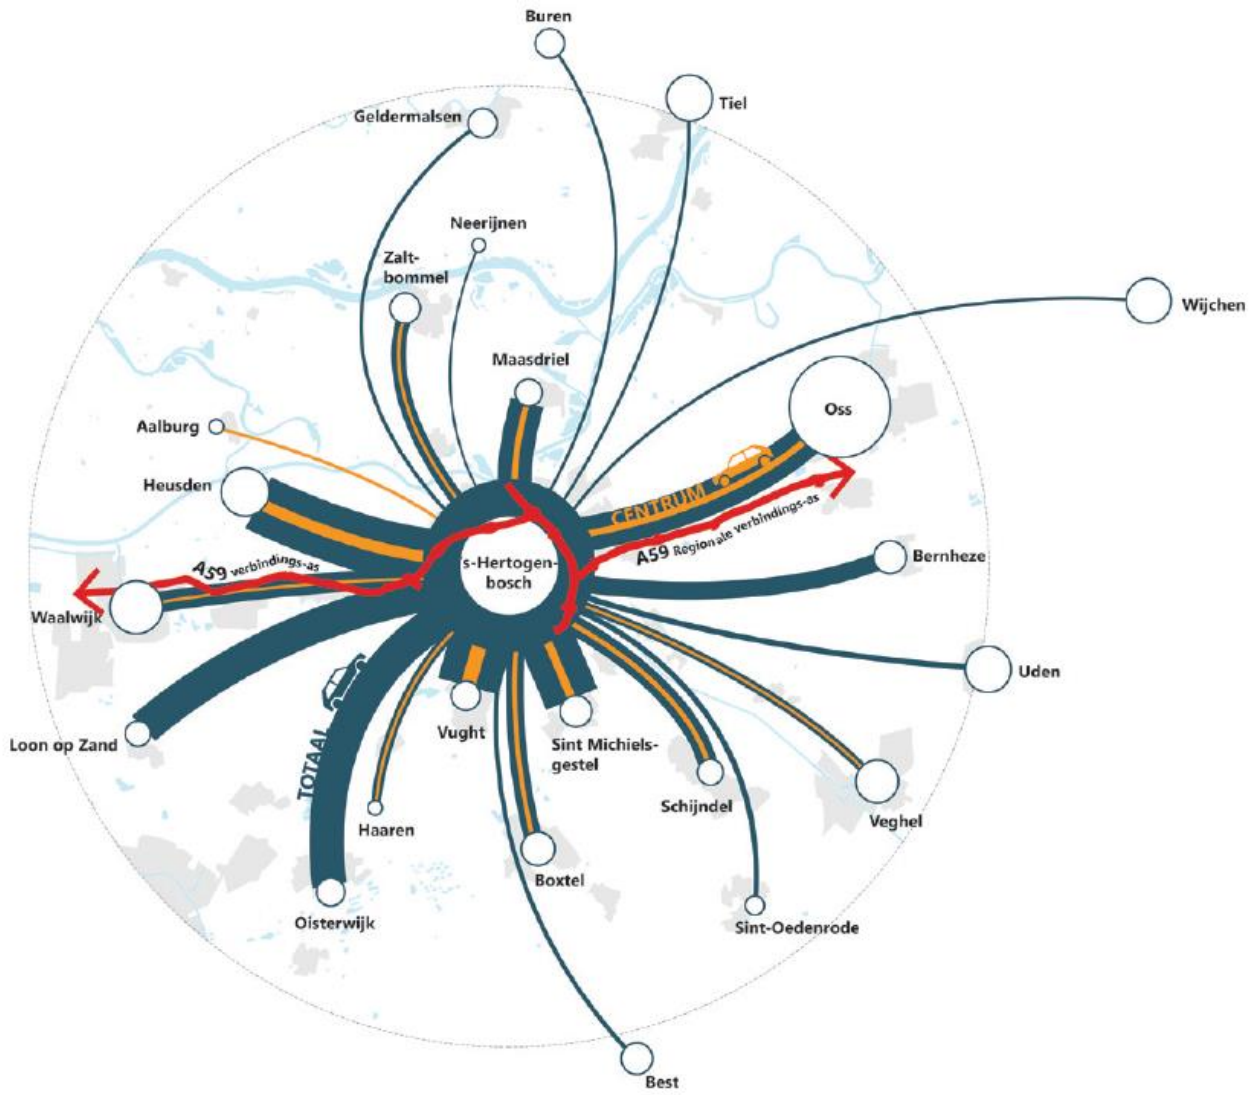 Buren
Tiel
Geldermalsen
Neerijnen
Zalt-
bommel
Wijchen
Maasdriel
Oss
Aalburg
Heusden
CENTRUM
A59 Regionale verbindings-as
s-Hertogen-
bosch
Bernheze
A59 verbindings-as
Waalwijk
Uden
Loon op Zand
TOTAAL
Vught
Sint Michiels-
gestel
Schijndel
Veghel
Haaren
Boxtel
Oisterwijk
Sint-Oedenrode
Best